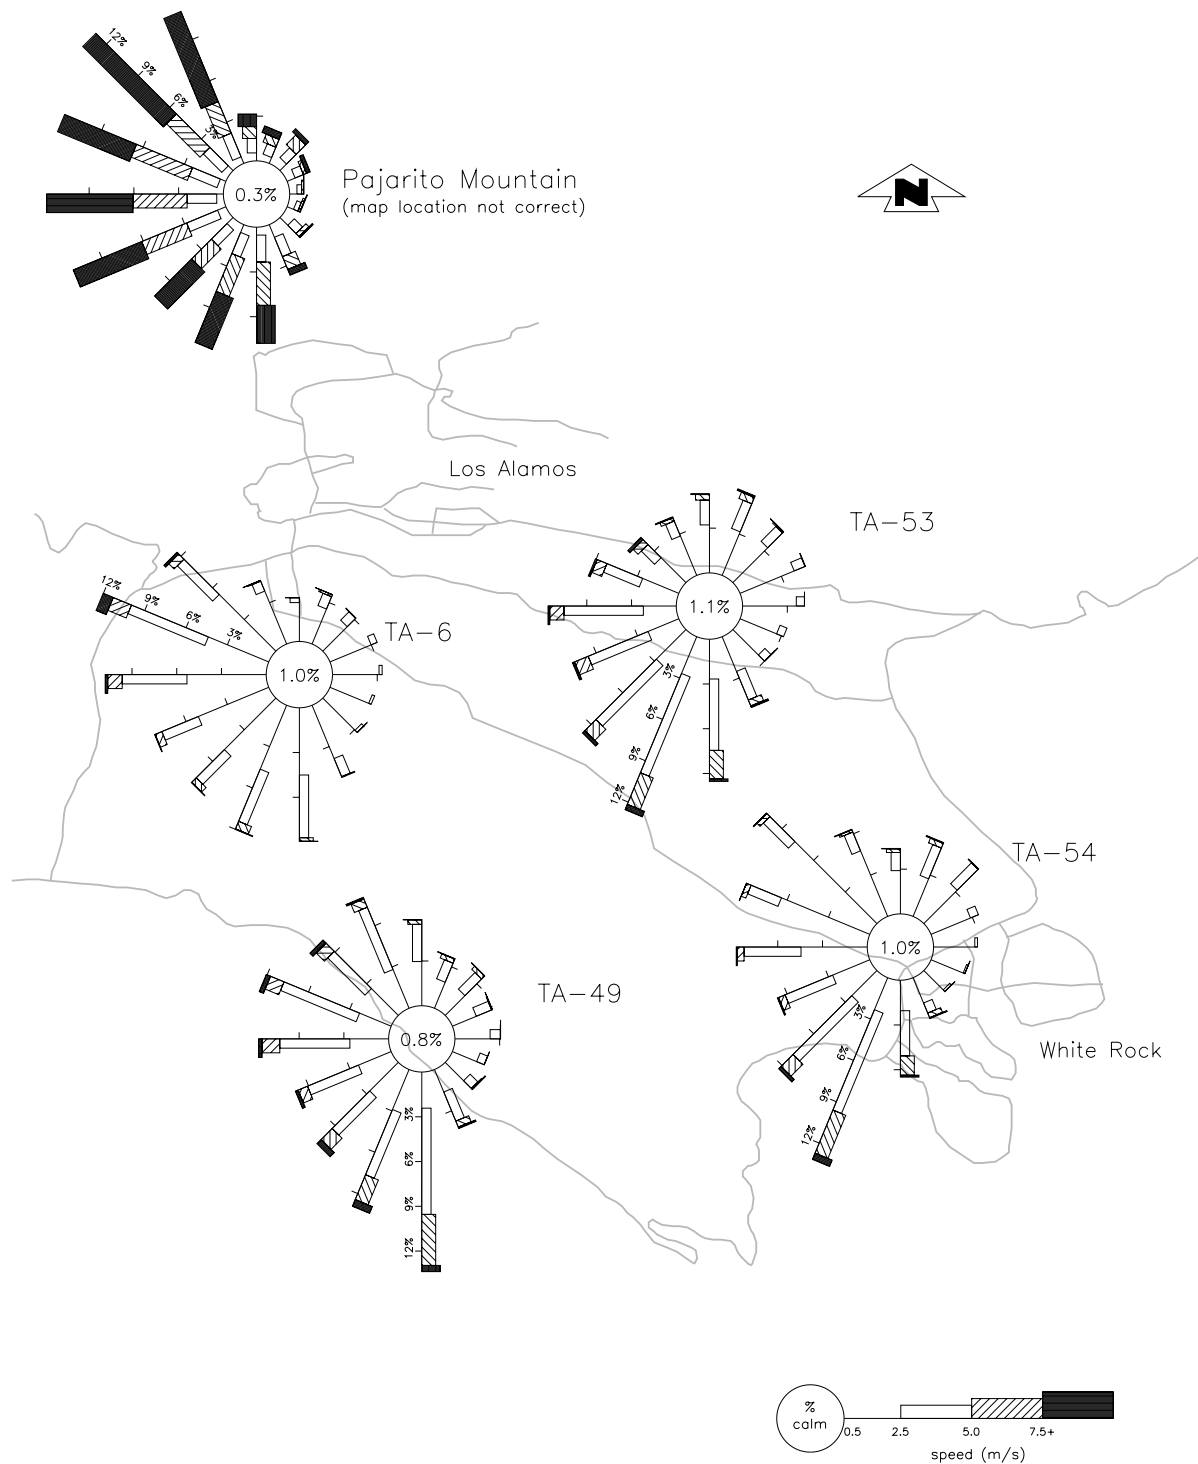 12%
9%
6%
3%
0.3%
Pajarito Mountain
(map location not correct)
N
Los Alamos
TA-53
1.1%
3%
6%
9%
12%
12%
9%
6%
3%
TA-6
1.0%
TA-54
1.0%
3%
6%
9%
12%
TA-49
0.8%
3%
6%
9%
12%
White Rock
%
calm
0.5 2.5 5.0 7.5+
speed (m/s)